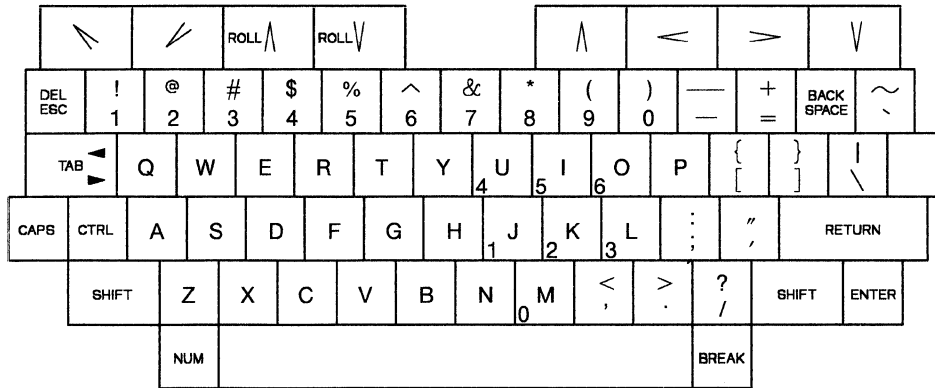 ROLL ROLL
DEL ! @ # $ % ^ & * ( ) — + BACK ~
ESC 1 2 3 4 5 6 7 8 9 0 - = SPACE `
TAB Q W E R T Y 4 U 5 I 6 O P { [ } ] | \
CAPS CTRL A S D F G H 1 J 2 K 3 L : ; " ' RETURN
SHIFT Z X C V B N 0 M < , > . ? / SHIFT ENTER
NUM BREAK